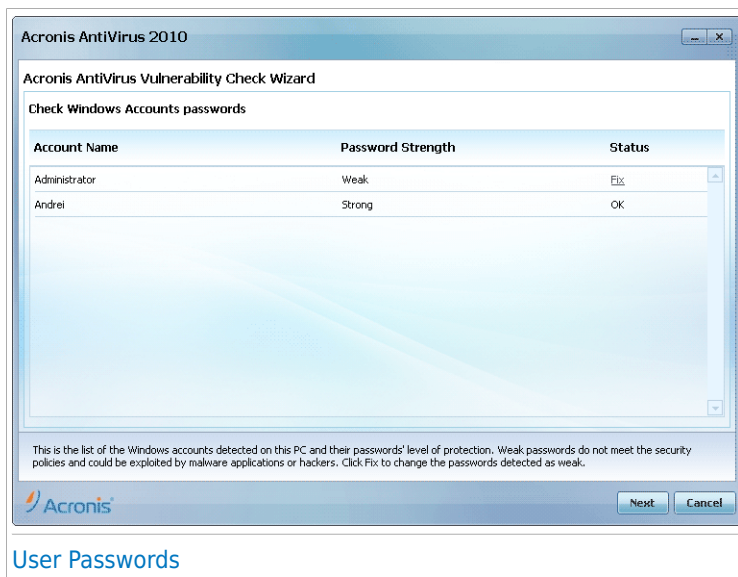 Acronis AntiVirus 2010
Acronis AntiVirus Vulnerability Check Wizard
Check Windows Accounts passwords
Account Name Password Strength Status
Administrator Weak Fix
Andrei Strong OK
This is the list of the Windows accounts detected on this PC and their passwords' level of protection. Weak passwords do not meet the security
policies and could be exploited by malware applications or hackers. Click Fix to change the passwords detected as weak.
Acronis
Next Cancel
User Passwords